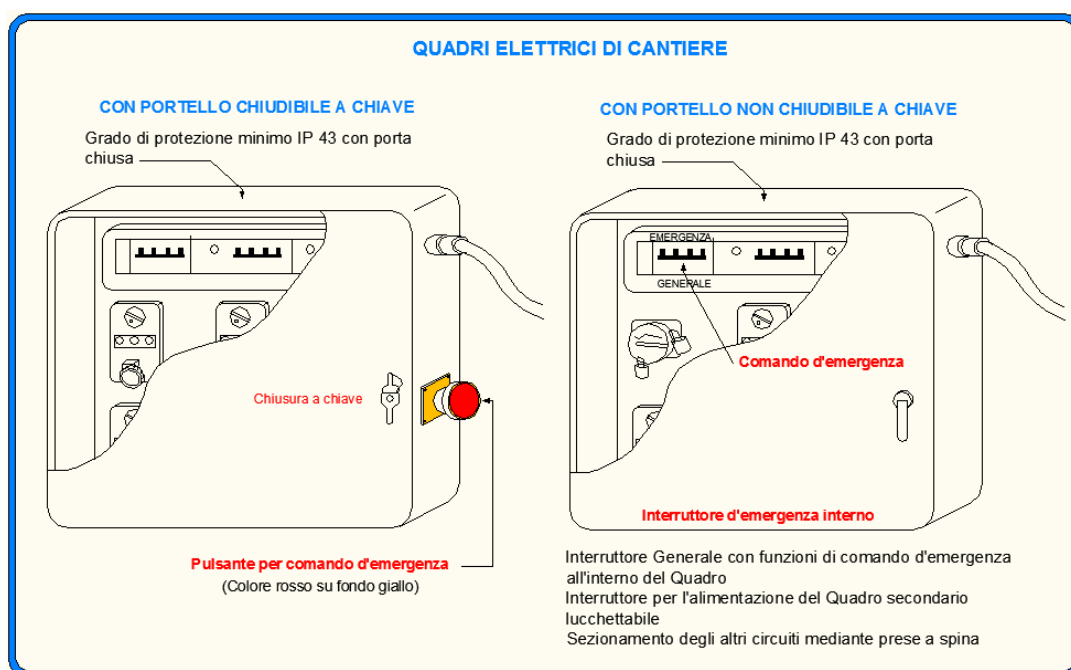 QUADRI ELETTRICI DI CANTIERE
CON PORTELLO CHIUDIBILE A CHIAVE
Grado di protezione minimo IP 43 con porta
chiusa
Chiusura a chiave
Pulsante per comando d'emergenza
(Colore rosso su fondo giallo)
CON PORTELLO NON CHIUDIBILE A CHIAVE
Grado di protezione minimo IP 43 con porta
chiusa
EMERGENZA
GENERALE
Comando d'emergenza
Interruttore d'emergenza interno
Interruttore Generale con funzioni di comando d'emergenza
all'interno del Quadro
Interruttore per l'alimentazione del Quadro secondario
lucchettabile
Sezionamento degli altri circuiti mediante prese a spina